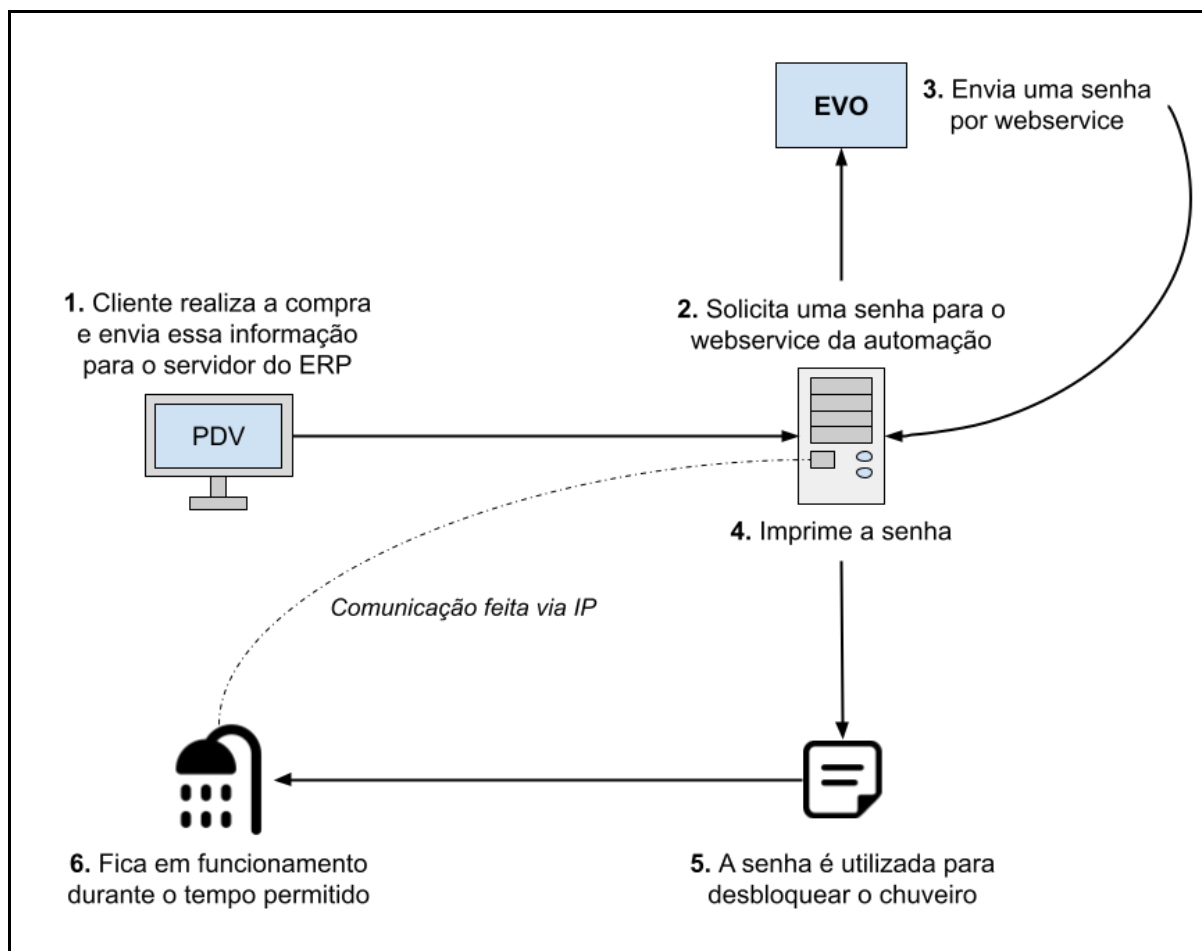 EVO
3. Envia uma senha
por webservice
1. Cliente realiza a compra
e envia essa informação
para o servidor do ERP
2. Solicita uma senha para o
webservice da automação
PDV
4. Imprime a senha
Comunicação feita via IP
6. Fica em funcionamento
durante o tempo permitido
5. A senha é utilizada para
desbloquear o chuveiro